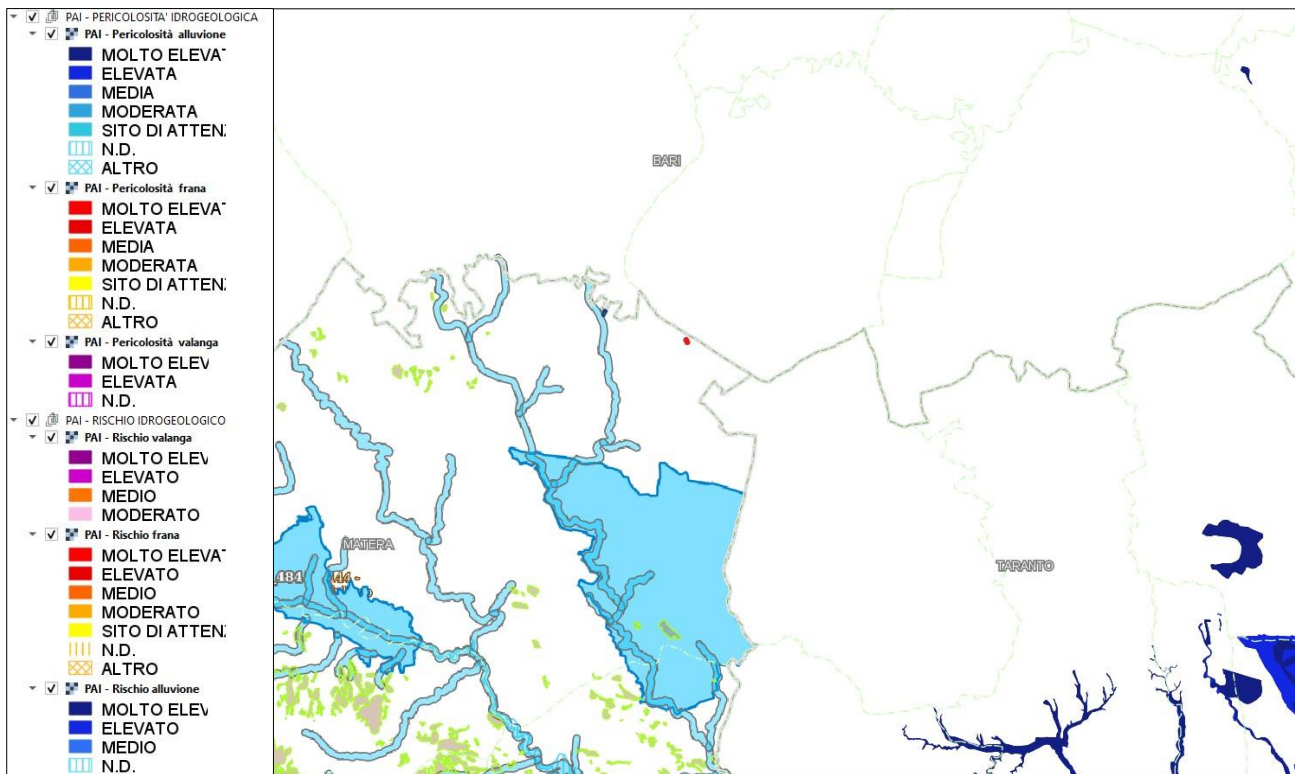 PAI - PERICOLOSITA' IDROGEOLOGICA
PAI - Pericolosità alluvione
MOLTO ELEVAT
ELEVATA
MEDIA
MODERATA
SITO DI ATTENZ
N.D.
ALTRO
PAI - Pericolosità frana
MOLTO ELEVAT
ELEVATA
MEDIA
MODERATA
SITO DI ATTENZ
N.D.
ALTRO
PAI - Pericolosità valanga
MOLTO ELEV
ELEVATA
N.D.
PAI - RISCHIO IDROGEOLOGICO
PAI - Rischio valanga
MOLTO ELEV
ELEVATO
MEDIO
MODERATO
PAI - Rischio frana
MOLTO ELEVAT
ELEVATO
MEDIO
MODERATO
SITO DI ATTENZ
N.D.
ALTRO
PAI - Rischio alluvione
MOLTO ELEV
ELEVATO
MEDIO
N.D.
BARI
MATERA
484
TARANTO